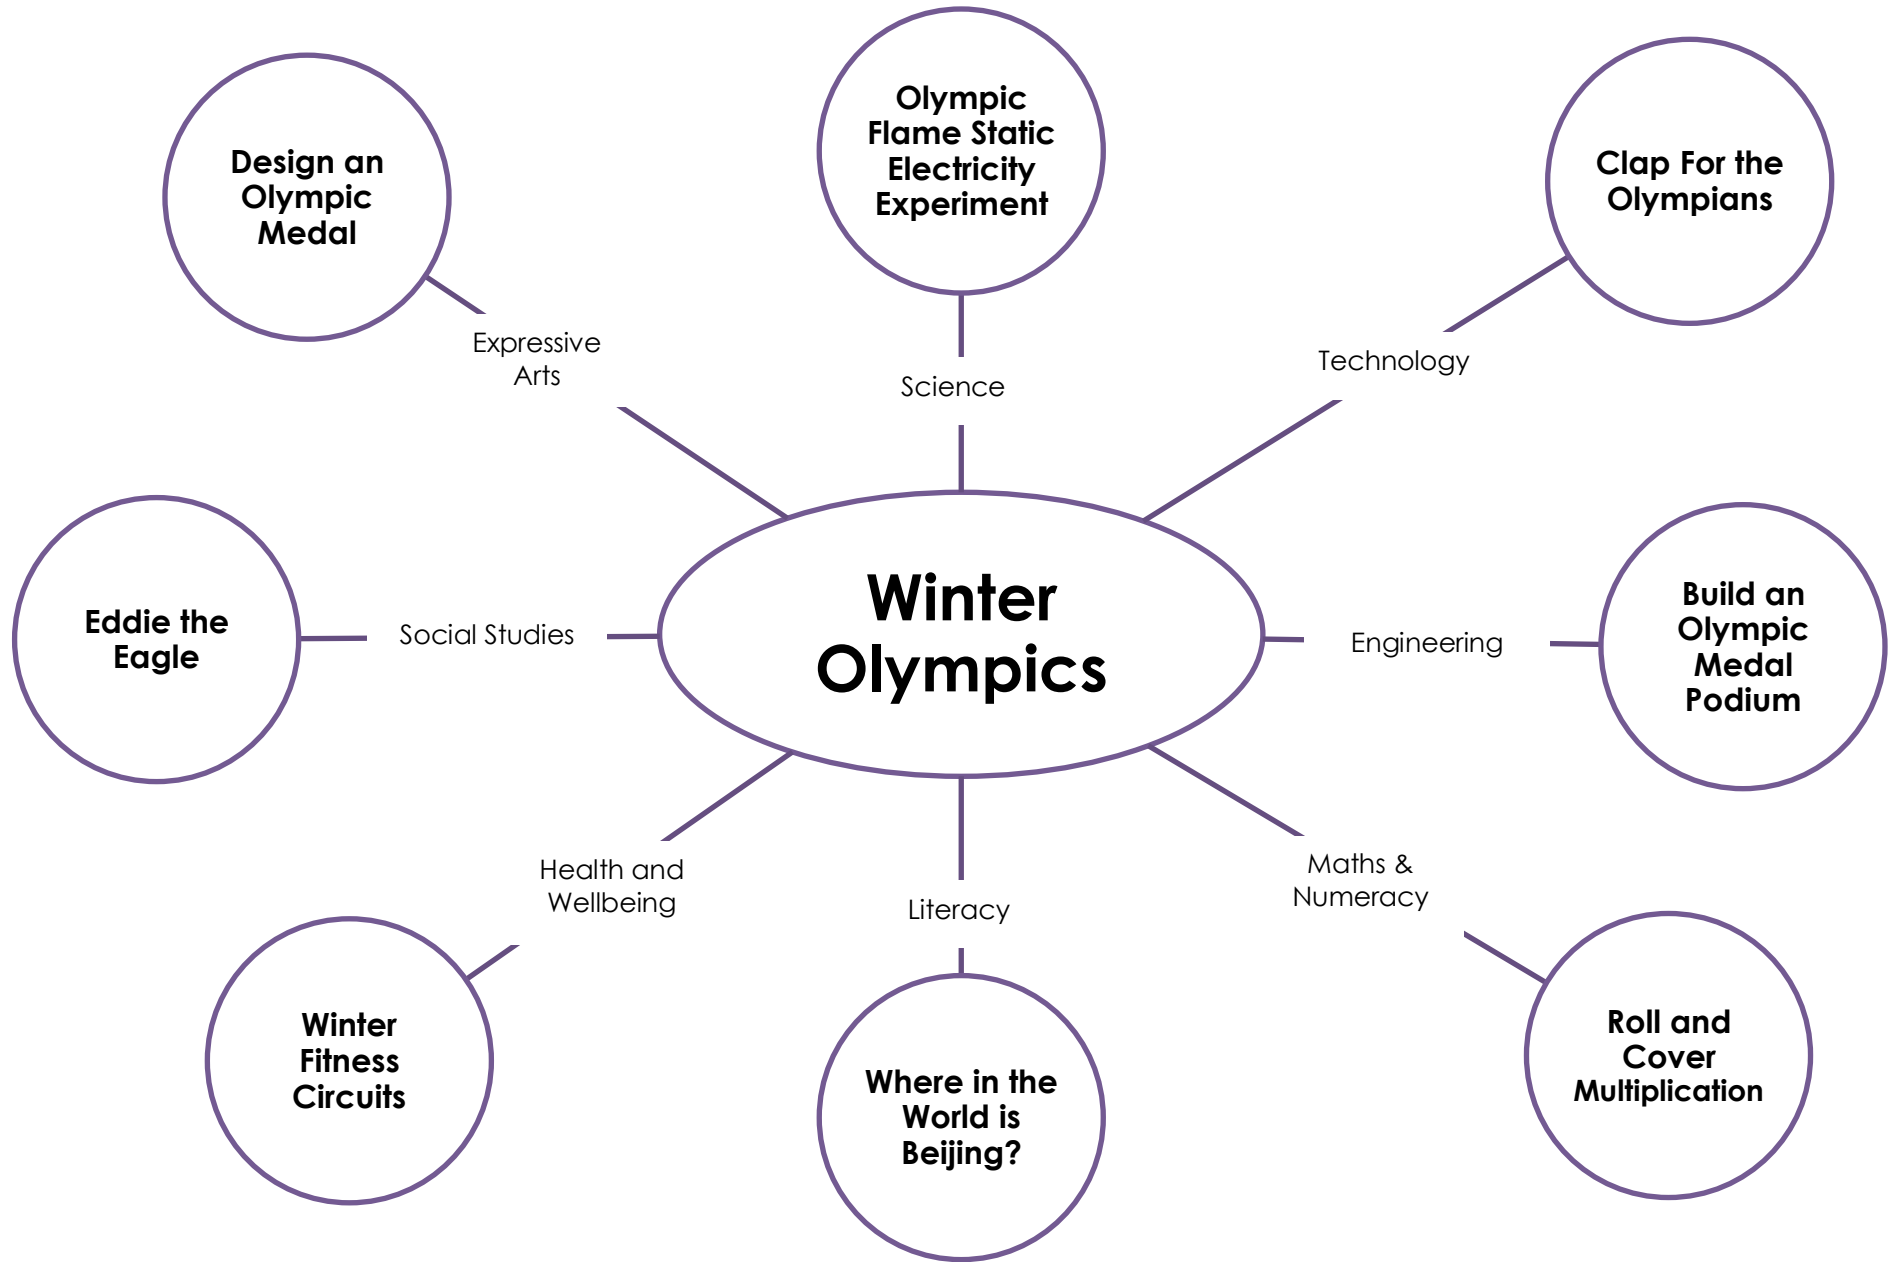 Olympic
Flame Static
Electricity
Experiment
Design an
Olympic
Medal
Clap For the
Olympians
Expressive
Arts
Science
Technology
Eddie the
Eagle
Social Studies
Winter
Olympics
Engineering
Build an
Olympic
Medal
Podium
Health and
Wellbeing
Literacy
Maths &
Numeracy
Winter
Fitness
Circuits
Where in the
World is
Beijing?
Roll and
Cover
Multiplication